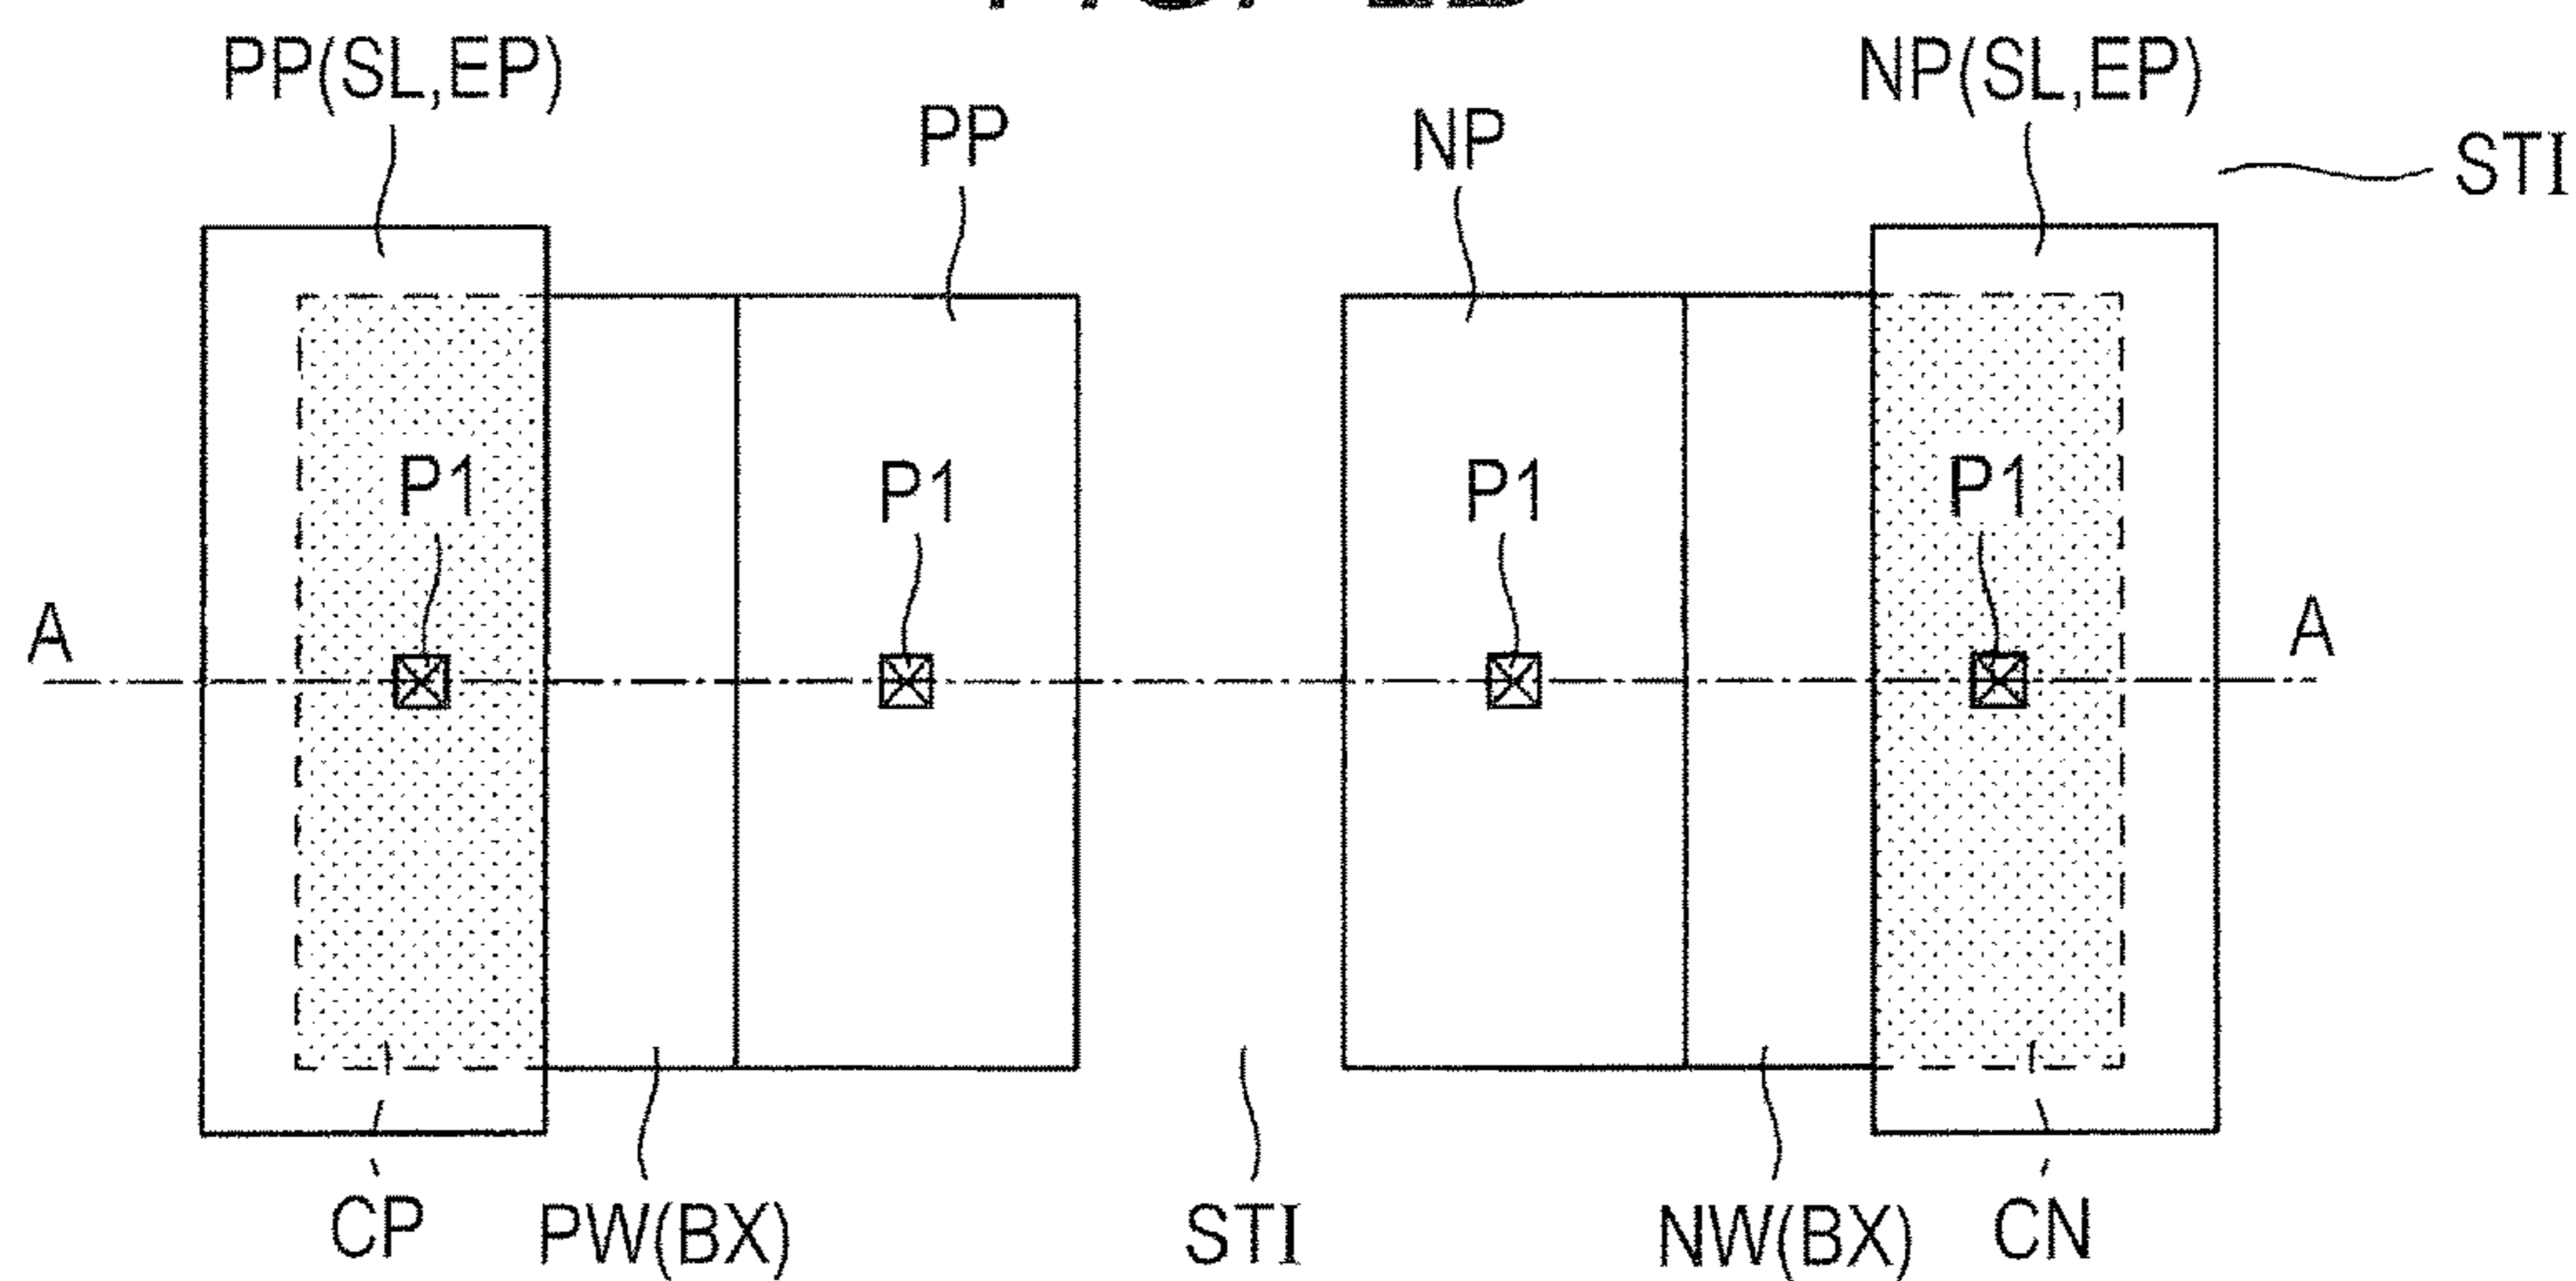 PP(SL,EP) NP(SL,EP)
PP NP STI
P1 P1 P1 P1
A A
CP PW(BX) STI NW(BX) CN